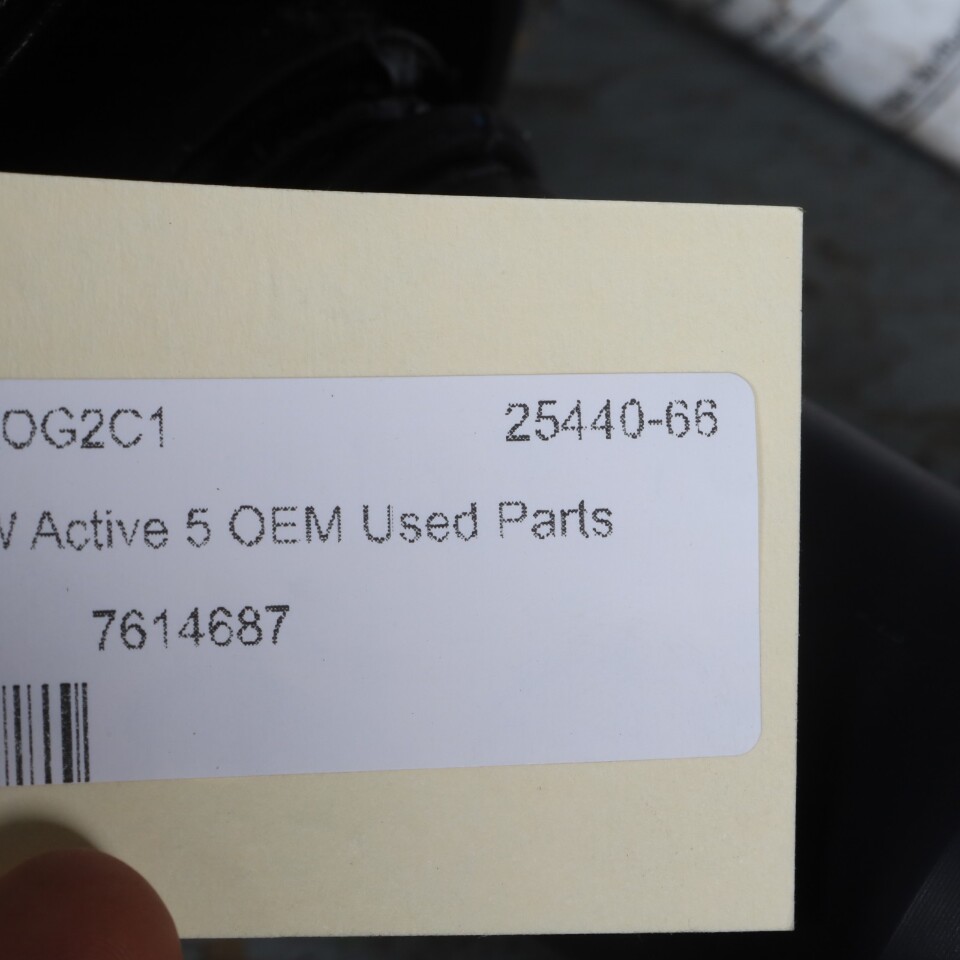 OG2C1 25440-66
Active 5 OEM Used Parts
7614687